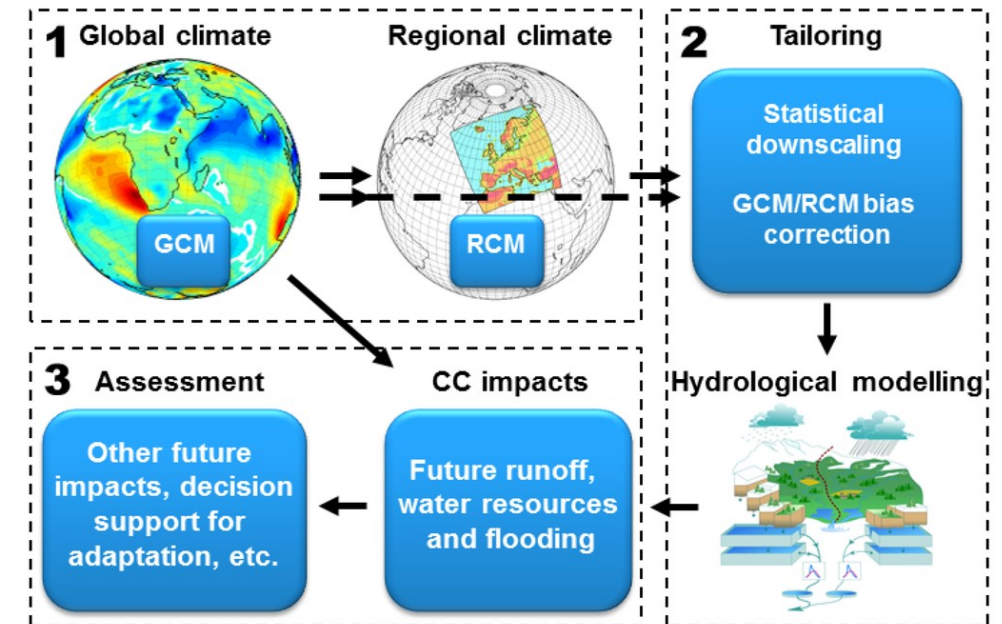 1 Global climate
Regional climate
GCM
RCM
2 Tailoring
Statistical
downscaling
GCM/RCM bias
correction
Hydrological modelling
3 Assessment
Other future
impacts, decision
support for
adaptation, etc.
CC impacts
Future runoff,
water resources
and flooding